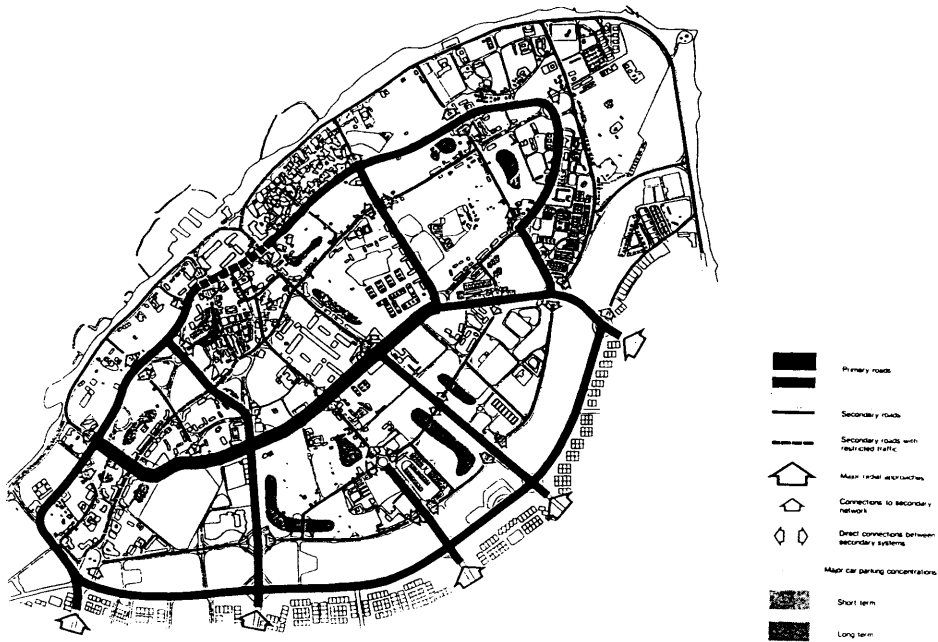 Primary roads
Secondary roads
Secondary roads with
restricted traffic
Major radial approaches
Connections to secondary
network
Direct connections between
secondary systems
Major car parking concentrations
Short term
Long term